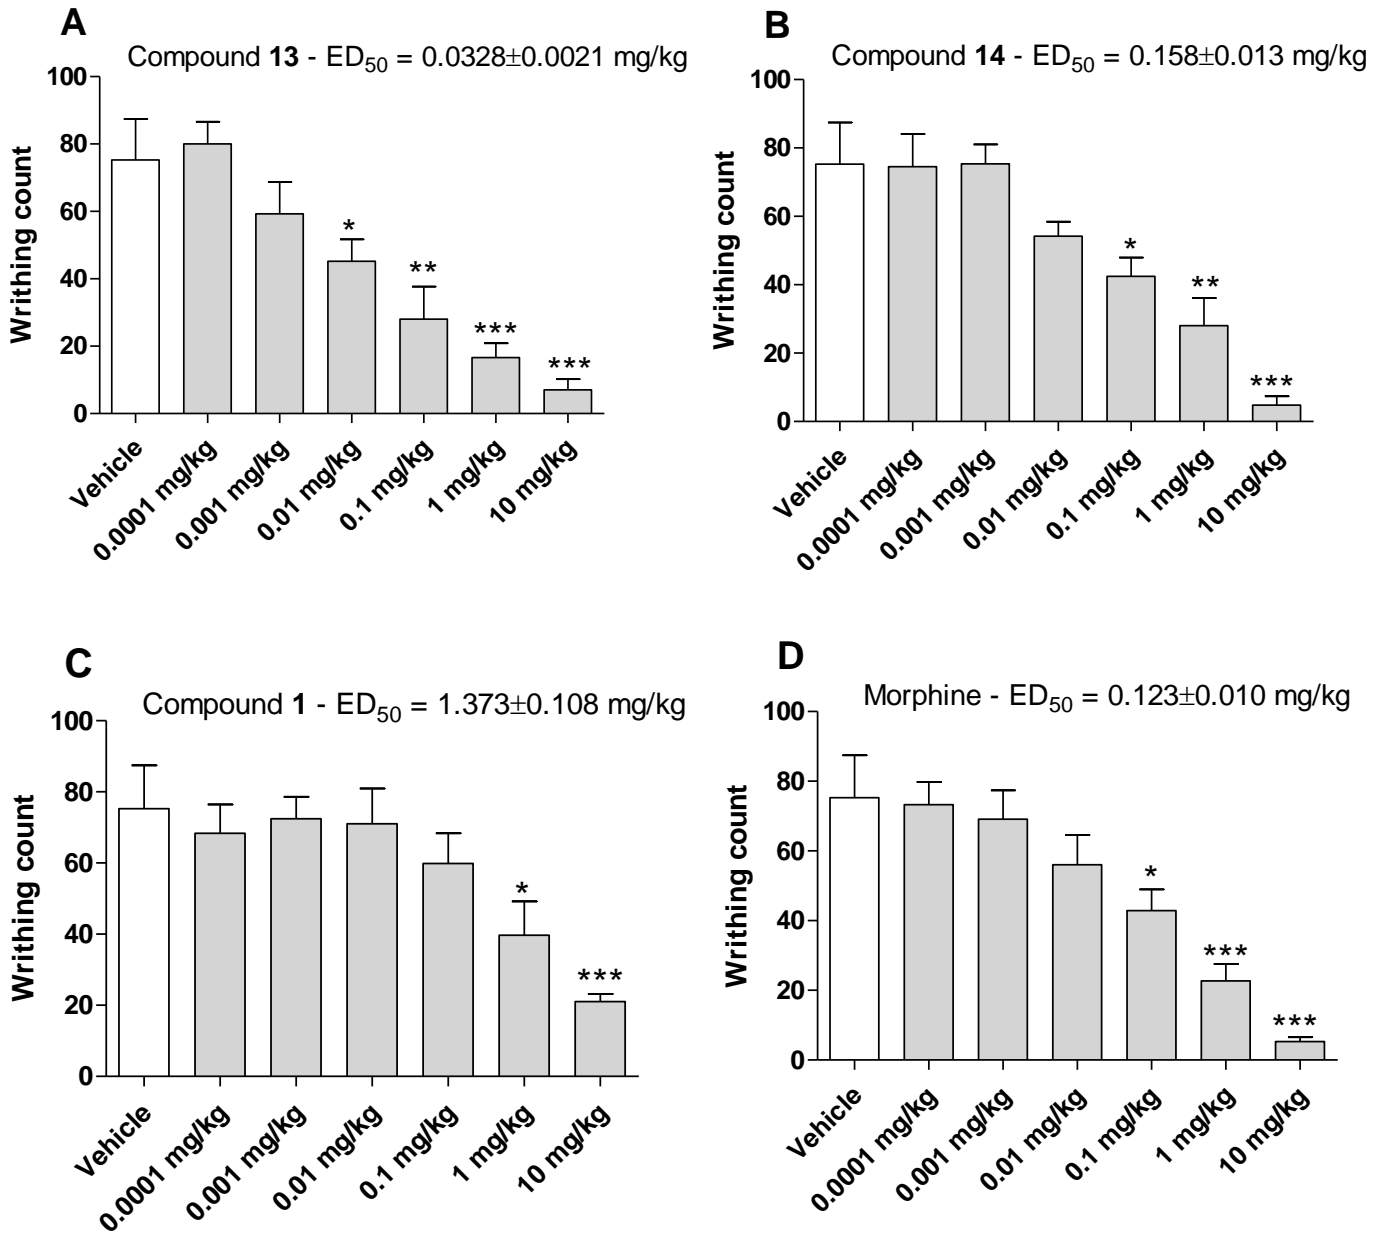 A
Compound 13 - ED50 = 0.0328±0.0021 mg/kg
Writhing count
100
80
60
40
20
0
*
**
***
***
Vehicle
0.0001 mg/kg
0.001 mg/kg
0.01 mg/kg
0.1 mg/kg
1 mg/kg
10 mg/kg
B
Compound 14 - ED50 = 0.158±0.013 mg/kg
Writhing count
100
80
60
40
20
0
*
**
***
Vehicle
0.0001 mg/kg
0.001 mg/kg
0.01 mg/kg
0.1 mg/kg
1 mg/kg
10 mg/kg
C
Compound 1 - ED50 = 1.373±0.108 mg/kg
Writhing count
100
80
60
40
20
0
*
***
Vehicle
0.0001 mg/kg
0.001 mg/kg
0.01 mg/kg
0.1 mg/kg
1 mg/kg
10 mg/kg
D
Morphine - ED50 = 0.123±0.010 mg/kg
Writhing count
100
80
60
40
20
0
*
***
***
Vehicle
0.0001 mg/kg
0.001 mg/kg
0.01 mg/kg
0.1 mg/kg
1 mg/kg
10 mg/kg